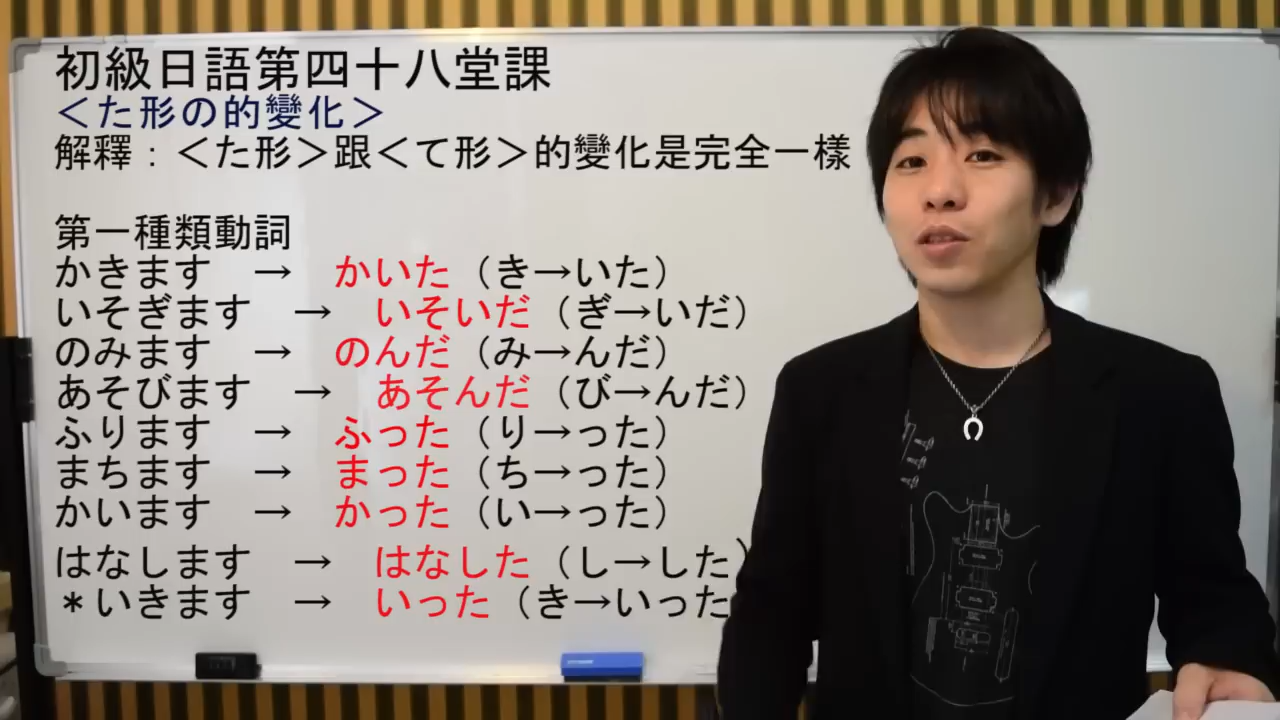 初級日語第四十八堂課
＜た形の的變化＞
解釋：＜た形＞跟＜て形＞的變化是完全一樣
第一種類動詞
かきます　→　かいた（き→いた）
いそぎます　→　いそいだ（ぎ→いだ）
のみます　→　のんだ（み→んだ）
あそびます　→　あそんだ（び→んだ）
ふります　→　ふった（り→った）
まちます　→　まった（ち→った）
かいます　→　かった（い→った）
はなします　→　はなした（し→した）
＊いきます　→　いった（き→いった